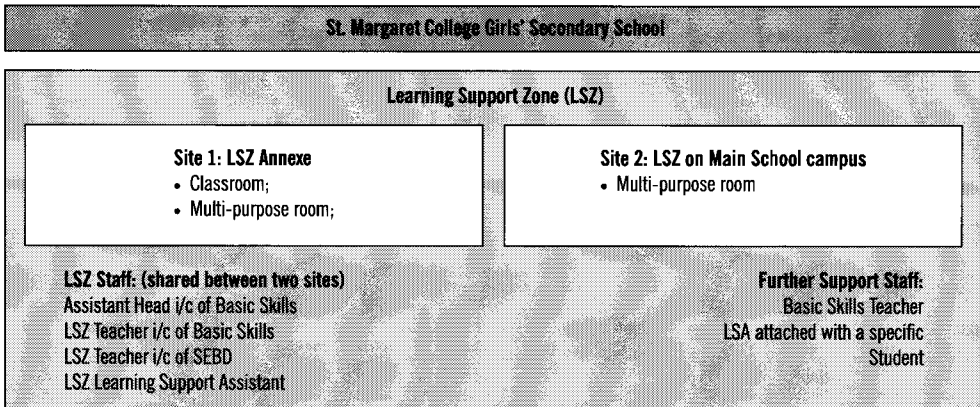 St. Margaret College Girls' Secondary School
Learning Support Zone (LSZ)
Site 1: LSZ Annexe
• Classroom;
• Multi-purpose room;
Site 2: LSZ on Main School campus
• Multi-purpose room
LSZ Staff: (shared between two sites)
Assistant Head i/c of Basic Skills
LSZ Teacher i/c of Basic Skills
LSZ Teacher i/c of SEBD
LSZ Learning Support Assistant
Further Support Staff:
Basic Skills Teacher
LSA attached with a specific
Student